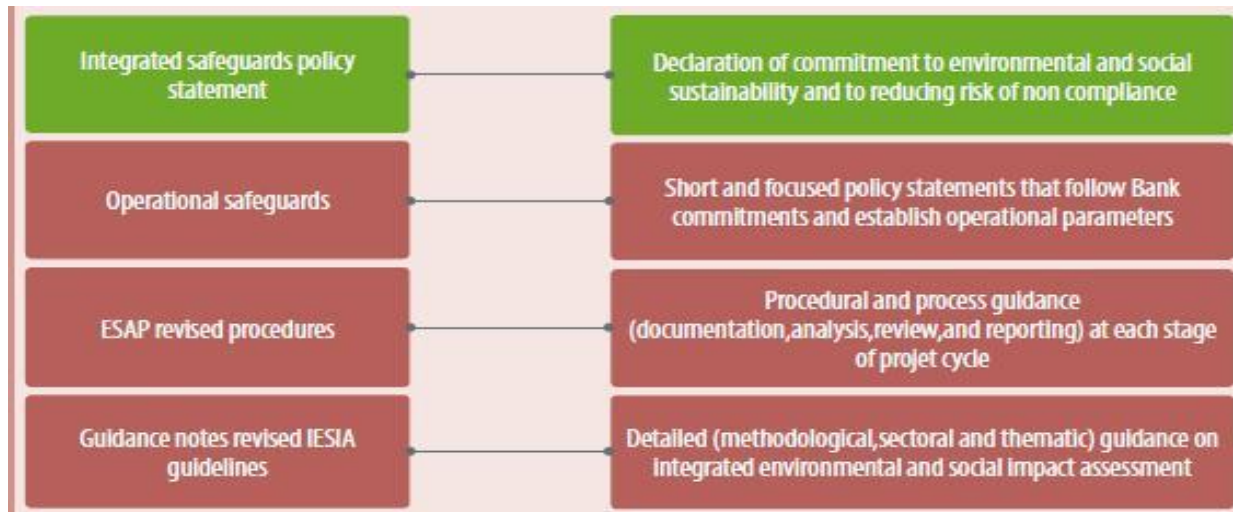 Integrated safeguards policy
statement
Declaration of commitment to environmental and social
sustainability and to reducing risk of non compliance
Operational safeguards
Short and focused policy statements that follow Bank
commitments and establish operational parameters
ESAP revised procedures
Procedural and process guidance
(documentation,analysis,review,and reporting) at each stage
of projet cycle
Guidance notes revised IESIA
guidelines
Detailed (methodological,sectoral and thematic) guidance on
integrated environmental and social impact assessment